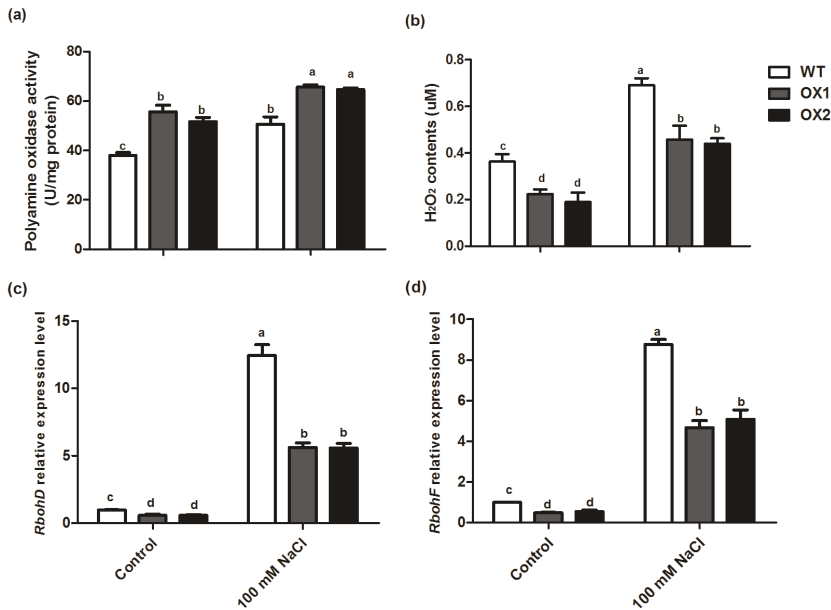 (a)
Polyamine oxidase activity
(U/mg protein)
80
60
40
20
0
c
b
b
b
a
a
(b)
H₂O₂ contents (uM)
0.8
0.6
0.4
0.2
0.0
c
d
d
a
b
b
WT
OX1
OX2
(c)
RbohD relative expression level
15
10
5
0
c
d
d
a
b
b
Control
100 mM NaCl
(d)
RbohF relative expression level
10
8
6
4
2
0
c
d
d
a
b
b
Control
100 mM NaCl